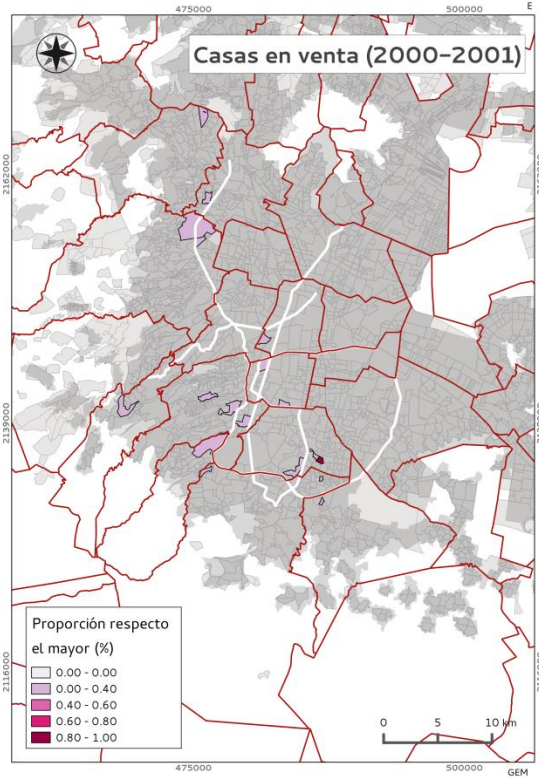 475000
500000
E
Casas en venta (2000–2001)
2162000
2139000
2116000
Proporción respecto
el mayor (%)
0.00 - 0.00
0.00 - 0.40
0.40 - 0.60
0.60 - 0.80
0.80 - 1.00
0 5 10 km
475000
500000
GEM